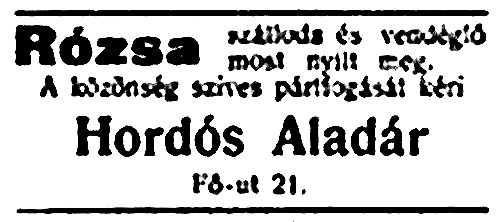 Rózsa szálloda és vendéglő
most nyilt meg.
A közönség szives pártfogását kéri
Hordós Aladár
Fő-ut 21.